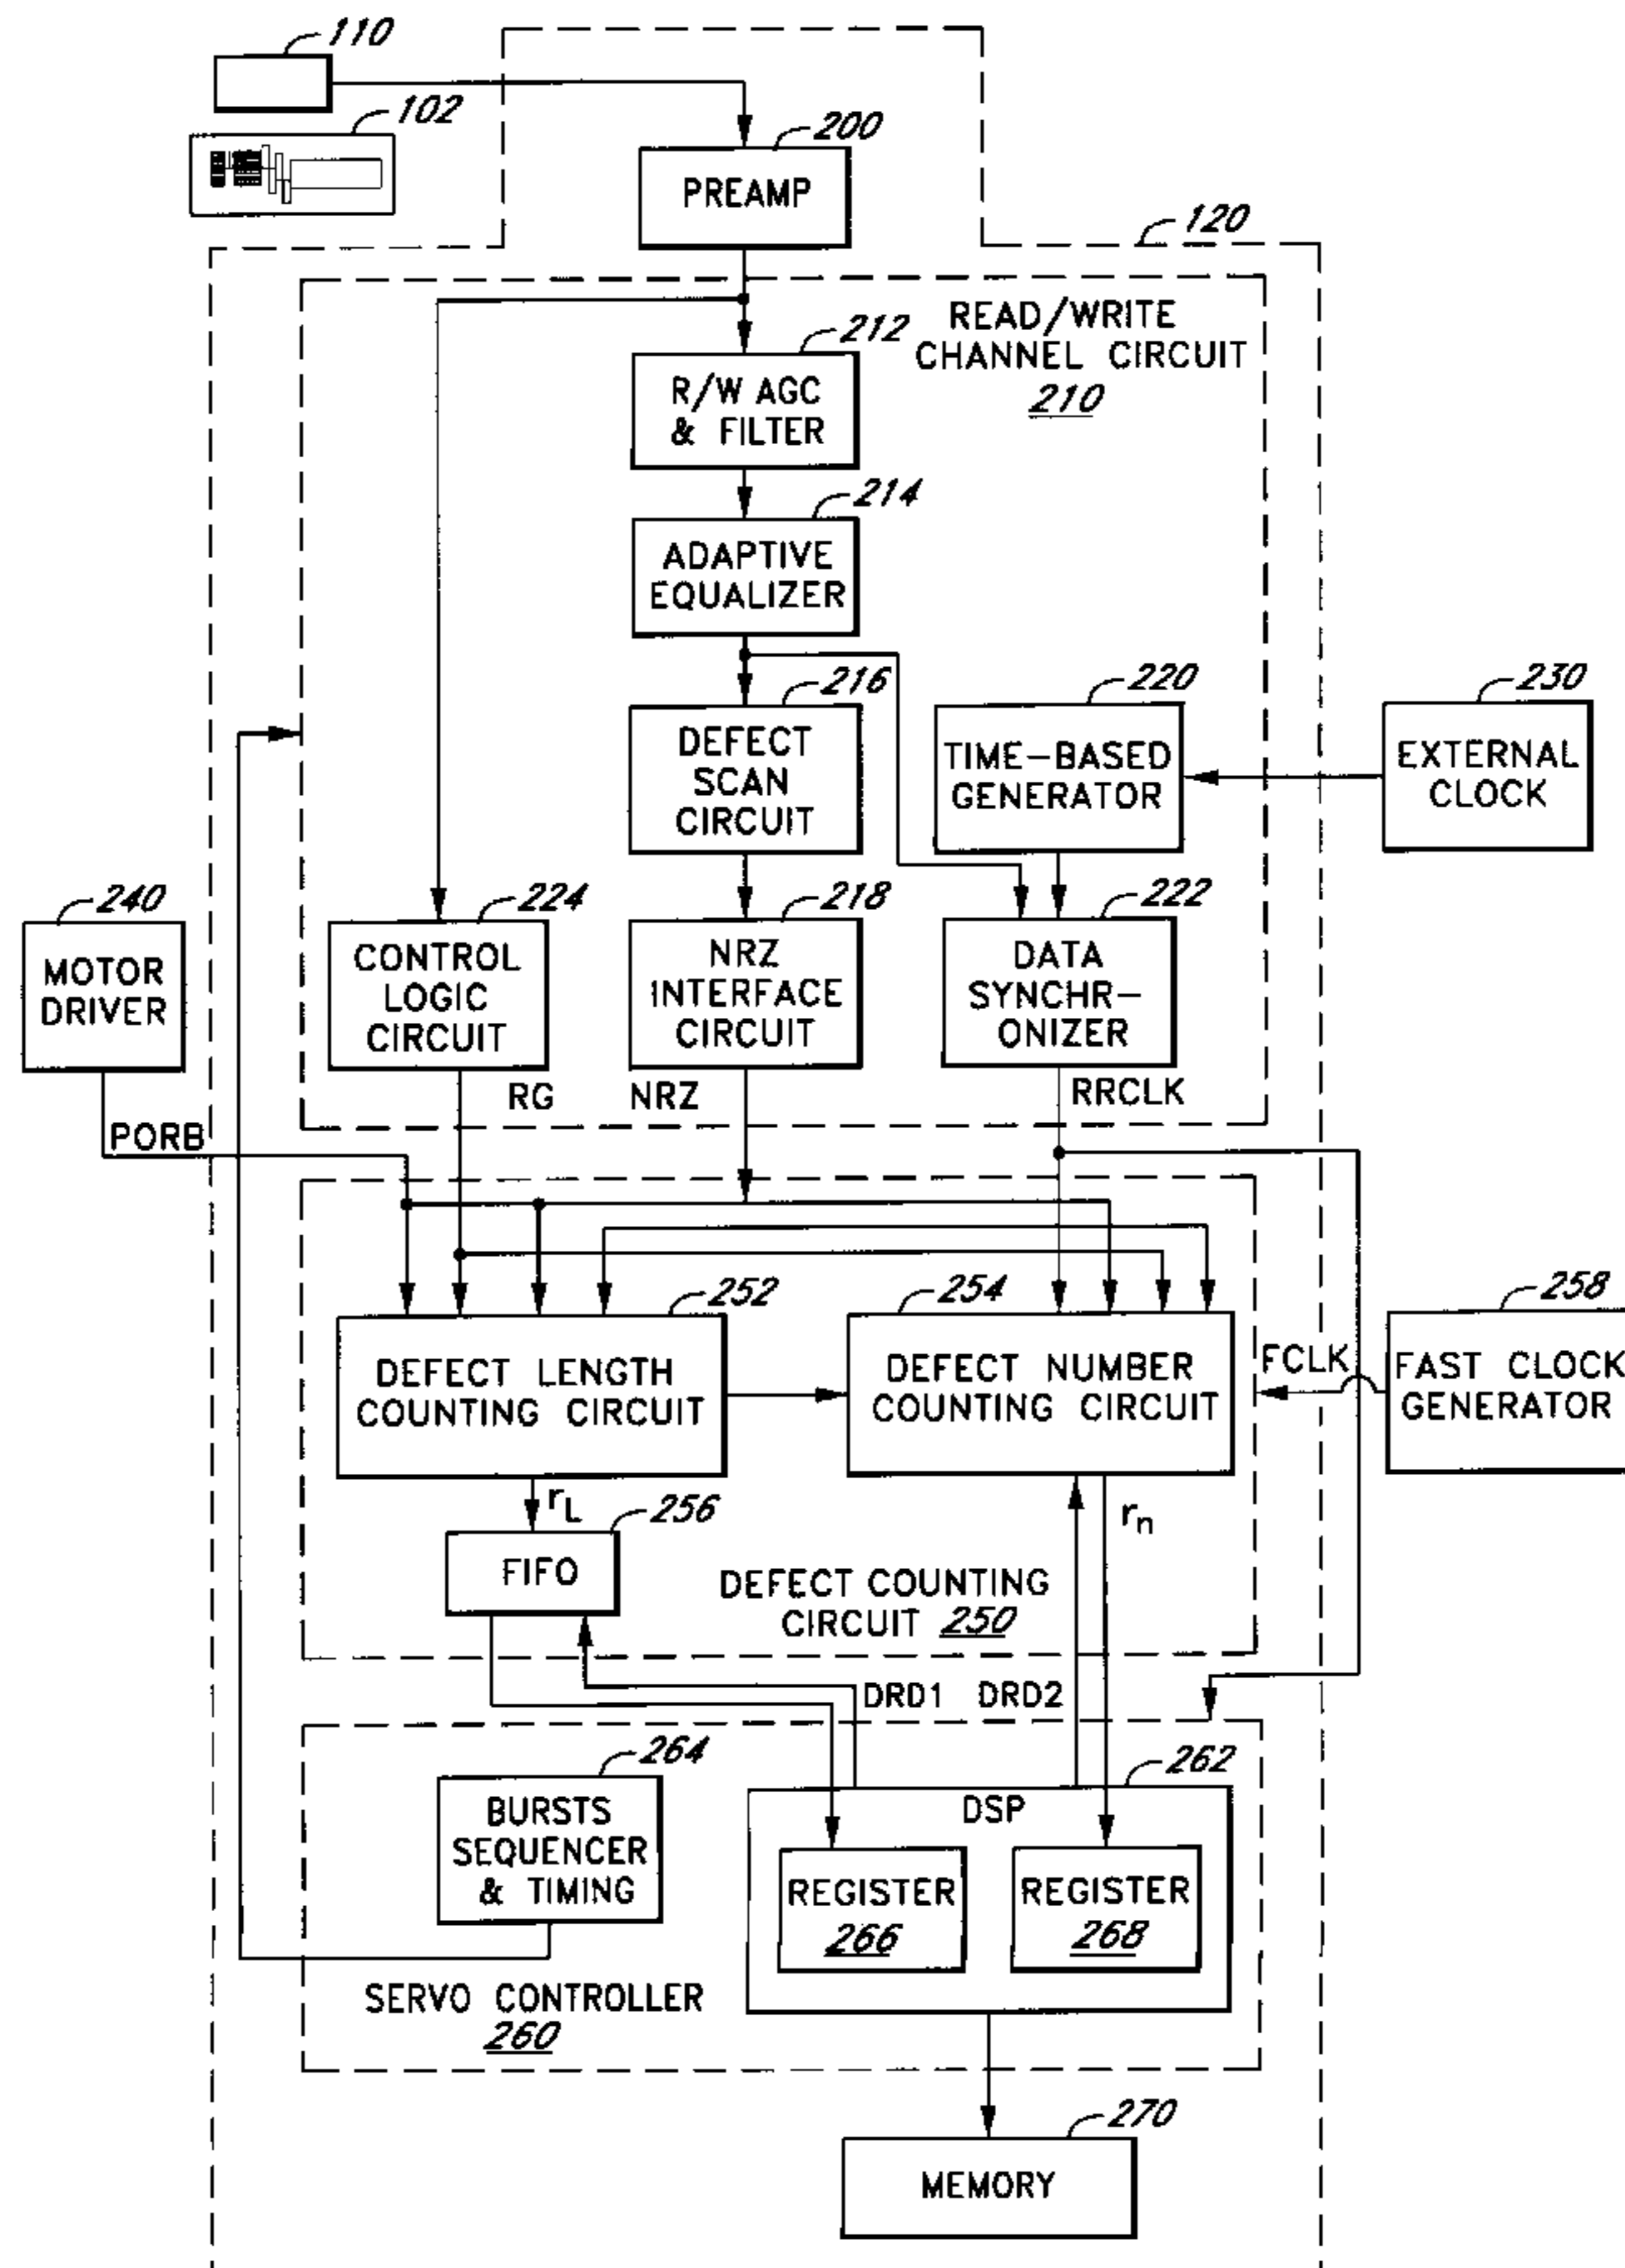 110
102
200
PREAMP
120
READ/WRITE
CHANNEL CIRCUIT
210
212
R/W AGC
& FILTER
214
ADAPTIVE
EQUALIZER
216
DEFECT
SCAN
CIRCUIT
220
TIME-BASED
GENERATOR
230
EXTERNAL
CLOCK
240
MOTOR
DRIVER
224
CONTROL
LOGIC
CIRCUIT
218
NRZ
INTERFACE
CIRCUIT
222
DATA
SYNCHR-
ONIZER
RG
NRZ
RRCLK
PORB
252
DEFECT LENGTH
COUNTING CIRCUIT
254
DEFECT NUMBER
COUNTING CIRCUIT
FCLK
258
FAST CLOCK
GENERATOR
rL
256
FIFO
rn
DEFECT COUNTING
CIRCUIT 250
DRD1
DRD2
264
BURSTS
SEQUENCER
& TIMING
262
DSP
REGISTER
266
REGISTER
268
SERVO CONTROLLER
260
270
MEMORY